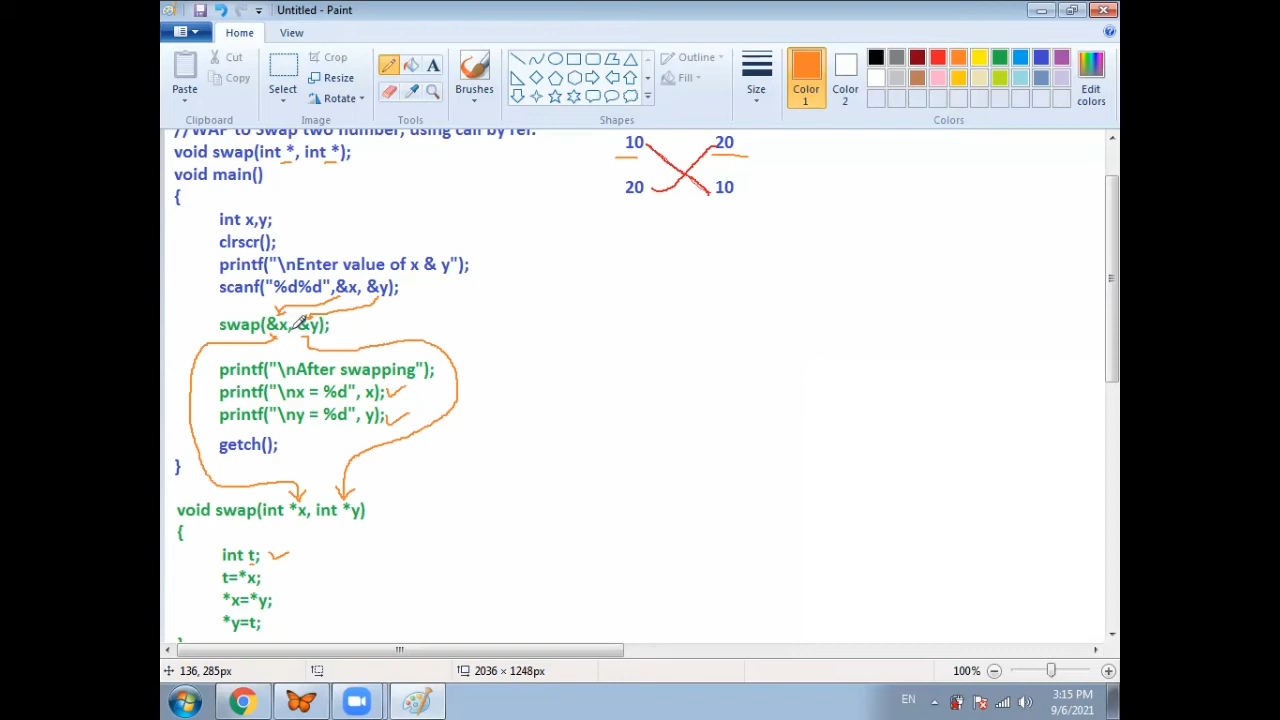 Untitled - Paint
Home View
Paste
Cut
Copy
Clipboard
Select
Crop
Resize
Rotate
Image
Tools
Brushes
Shapes
Outline
Fill
Size
Color 1
Color 2
Edit colors
Colors
//WAP to Swap two number, using call by ref.
void swap(int *, int *);
void main()
{
int x,y;
clrscr();
printf("\nEnter value of x & y");
scanf("%d%d",&x, &y);
swap(&x, &y);
printf("\nAfter swapping");
printf("\nx = %d", x);
printf("\ny = %d", y);
getch();
}
void swap(int *x, int *y)
{
int t;
t=*x;
*x=*y;
*y=t;
10 20
20 10
136, 285px
2036 × 1248px
100%
EN
3:15 PM
9/6/2021